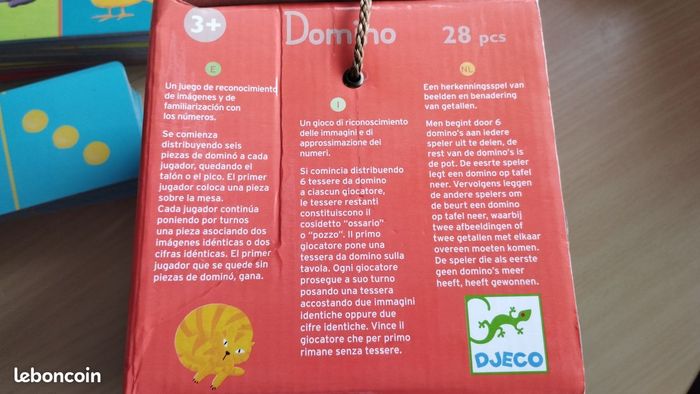 3+
Domino
28 pcs
E
Un juego de reconocimiento
de imágenes y de
familiarización con
los números.
Se comienza
distribuyendo seis
piezas de dominó a cada
jugador, quedando el
talón o el pico. El primer
jugador coloca una pieza
sobre la mesa.
Cada jugador continúa
poniendo por turnos
una pieza asociando dos
imágenes idénticas o dos
cifras idénticas. El primer
jugador que se quede sin
piezas de dominó, gana.
I
Un gioco di riconoscimento
delle immagini e di
approssimazione dei
numeri.
Si comincia distribuendo
6 tessere da domino
a ciascun giocatore,
le tessere restanti
constituiscono il
cosidetto "ossario"
o "pozzo". Il primo
giocatore pone una
tessera da domino sulla
tavola. Ogni giocatore
prosegue a suo turno
posando una tessera
accostando due immagini
identiche oppure due
cifre identiche. Vince il
giocatore che per primo
rimane senza tessere.
NL
Een herkenningsspel van
beelden en benadering
van getallen.
Men begint door 6
domino's aan iedere
speler uit te delen, de
rest van de domino's is
de pot. De eesrte speler
legt een domino op tafel
neer. Vervoigens leggen
de andere spelers om
de beurt een domino
op tafel neer, waarbij
twee afbeeldingen of
twee getallen met elkaar
overeen moeten komen.
De speler die als eerste
geen domino's meer
heeft, heeft gewonnen.
DJECO
leboncoin